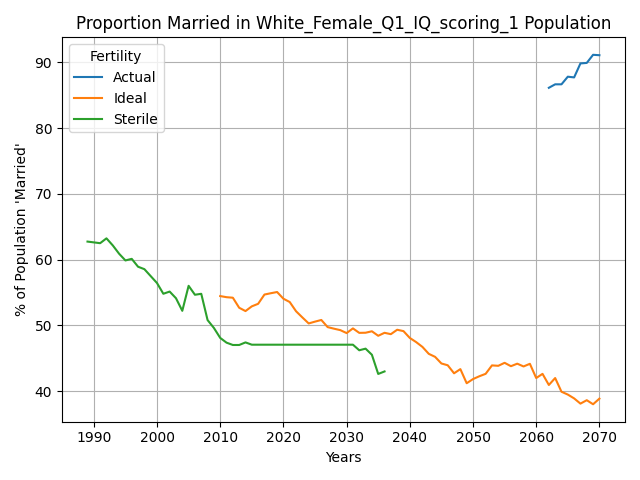 Proportion Married in White_Female_Q1_IQ_scoring_1 Population
Fertility
Actual
Ideal
Sterile
% of Population 'Married'
90
80
70
60
50
40
1990
2000
2010
2020
2030
2040
2050
2060
2070
Years